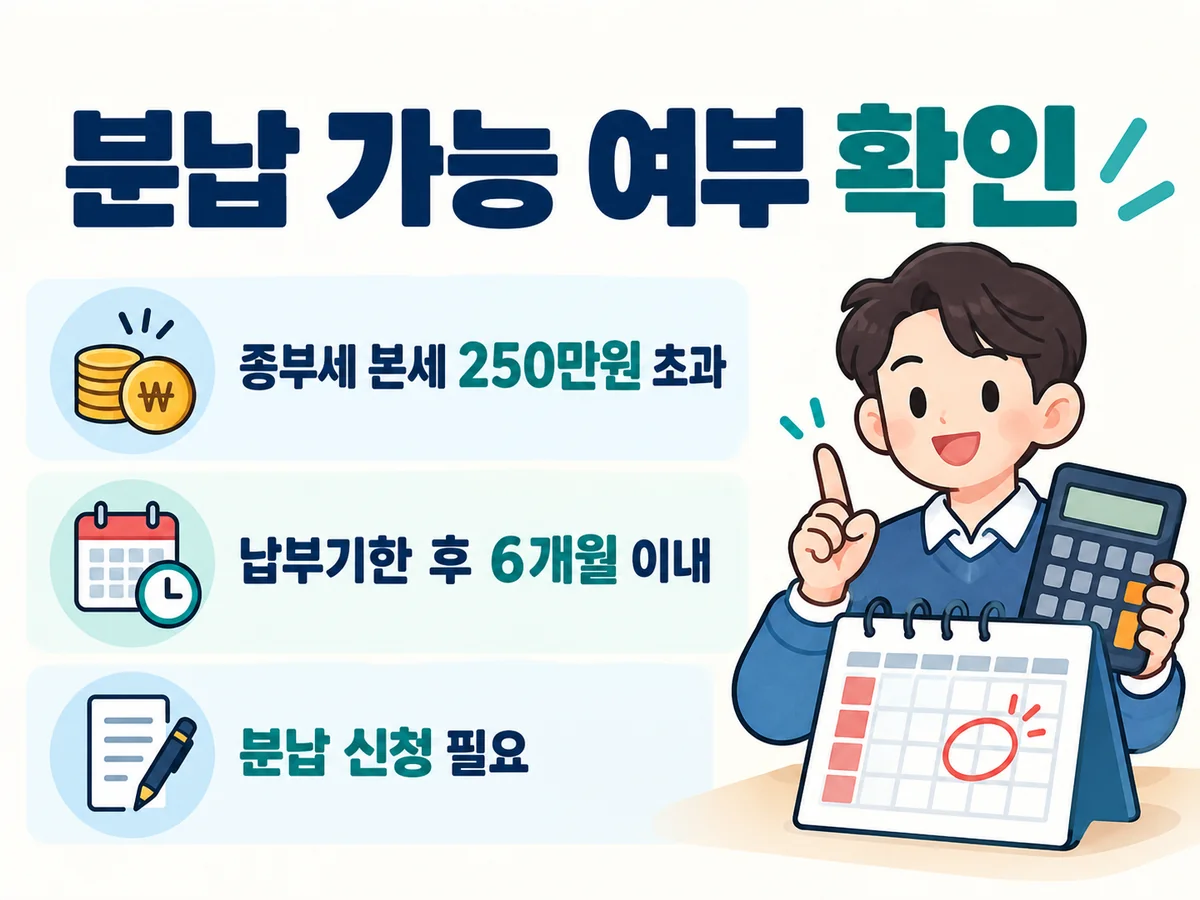 분납 가능 여부 확인
₩
종부세 본세 250만원 초과
납부기한 후 6개월 이내
분납 신청 필요